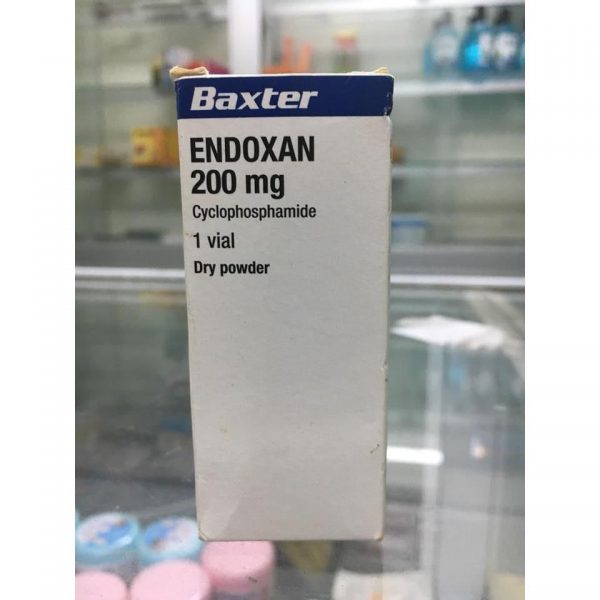 Baxter
ENDOXAN
200 mg
Cyclophosphamide
1 vial
Dry powder